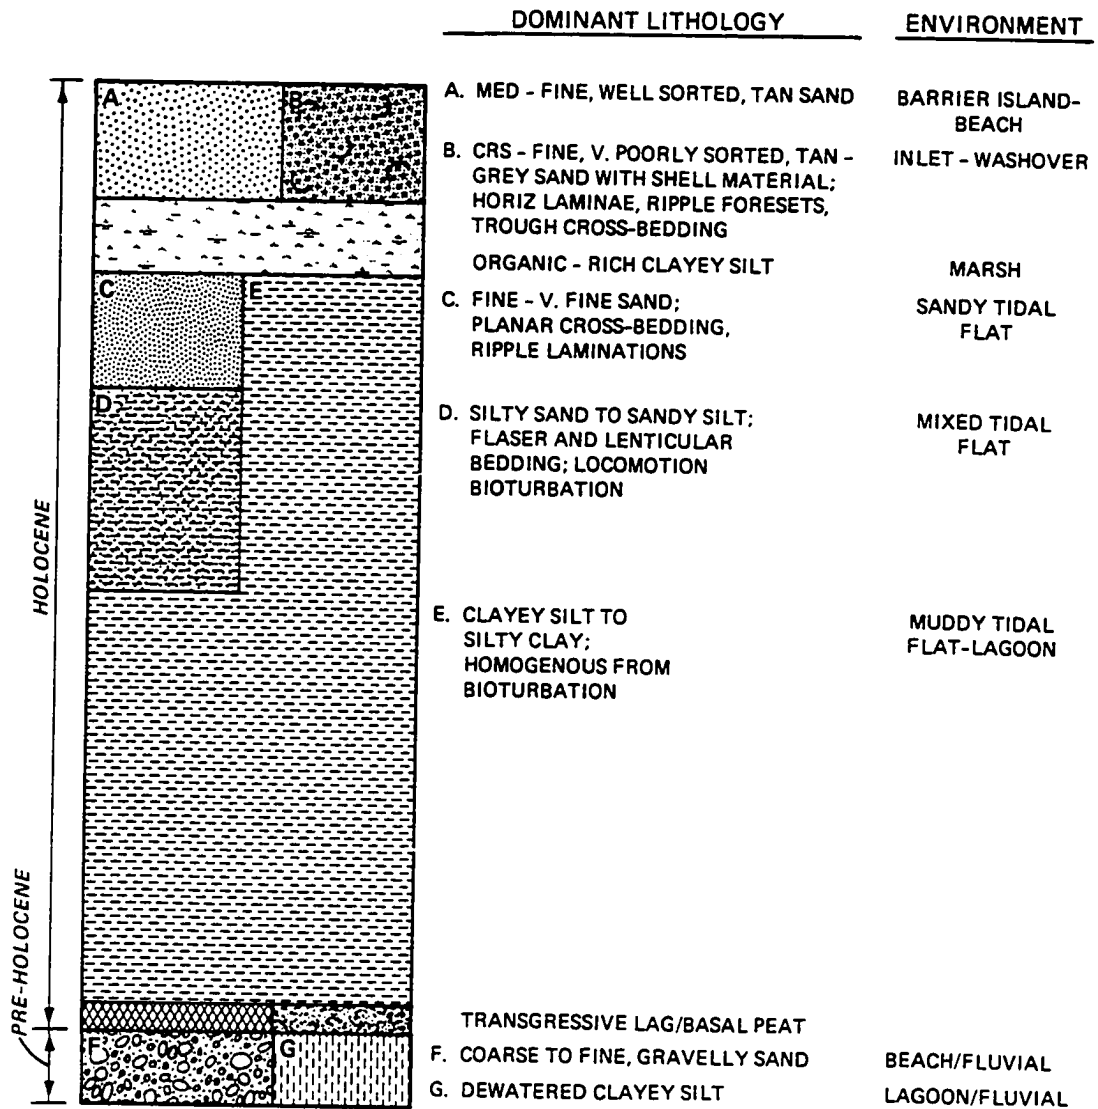 DOMINANT LITHOLOGY
ENVIRONMENT
A
B
A. MED - FINE, WELL SORTED, TAN SAND
BARRIER ISLAND-
BEACH
B. CRS - FINE, V. POORLY SORTED, TAN -
GREY SAND WITH SHELL MATERIAL;
HORIZ LAMINAE, RIPPLE FORESETS,
TROUGH CROSS-BEDDING
INLET - WASHOVER
ORGANIC - RICH CLAYEY SILT
MARSH
C
E
C. FINE - V. FINE SAND;
PLANAR CROSS-BEDDING,
RIPPLE LAMINATIONS
SANDY TIDAL
FLAT
D
D. SILTY SAND TO SANDY SILT;
FLASER AND LENTICULAR
BEDDING; LOCOMOTION
BIOTURBATION
MIXED TIDAL
FLAT
HOLOCENE
E. CLAYEY SILT TO
SILTY CLAY;
HOMOGENOUS FROM
BIOTURBATION
MUDDY TIDAL
FLAT-LAGOON
PRE-HOLOCENE
TRANSGRESSIVE LAG/BASAL PEAT
F
G
F. COARSE TO FINE, GRAVELLY SAND
BEACH/FLUVIAL
G. DEWATERED CLAYEY SILT
LAGOON/FLUVIAL